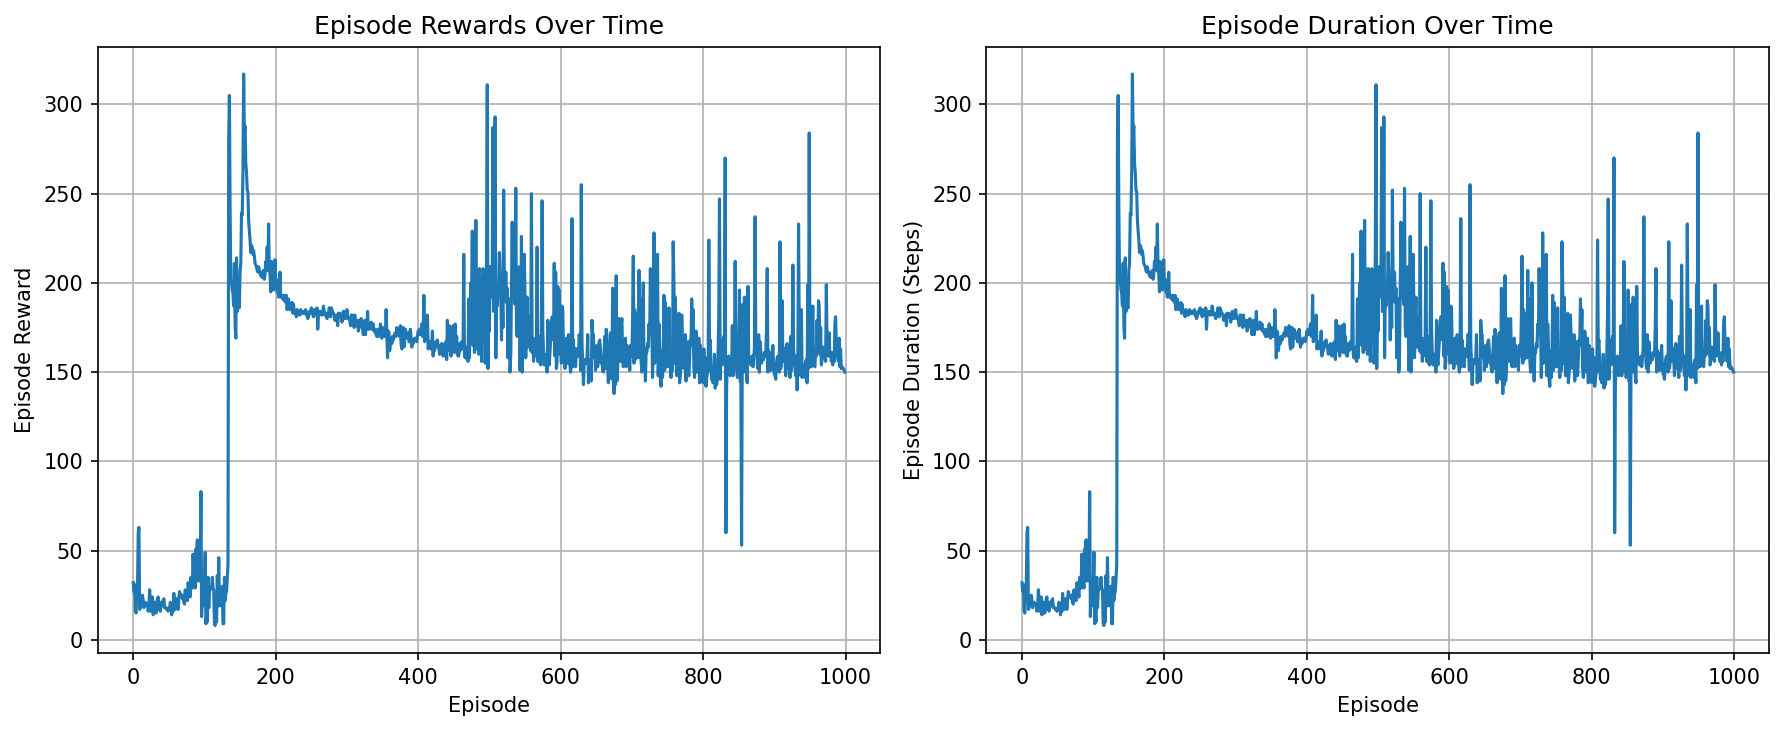 Episode Rewards Over Time
Episode Reward
300
250
200
150
100
50
0
0 200 400 600 800 1000
Episode
Episode Duration Over Time
Episode Duration (Steps)
300
250
200
150
100
50
0
0 200 400 600 800 1000
Episode